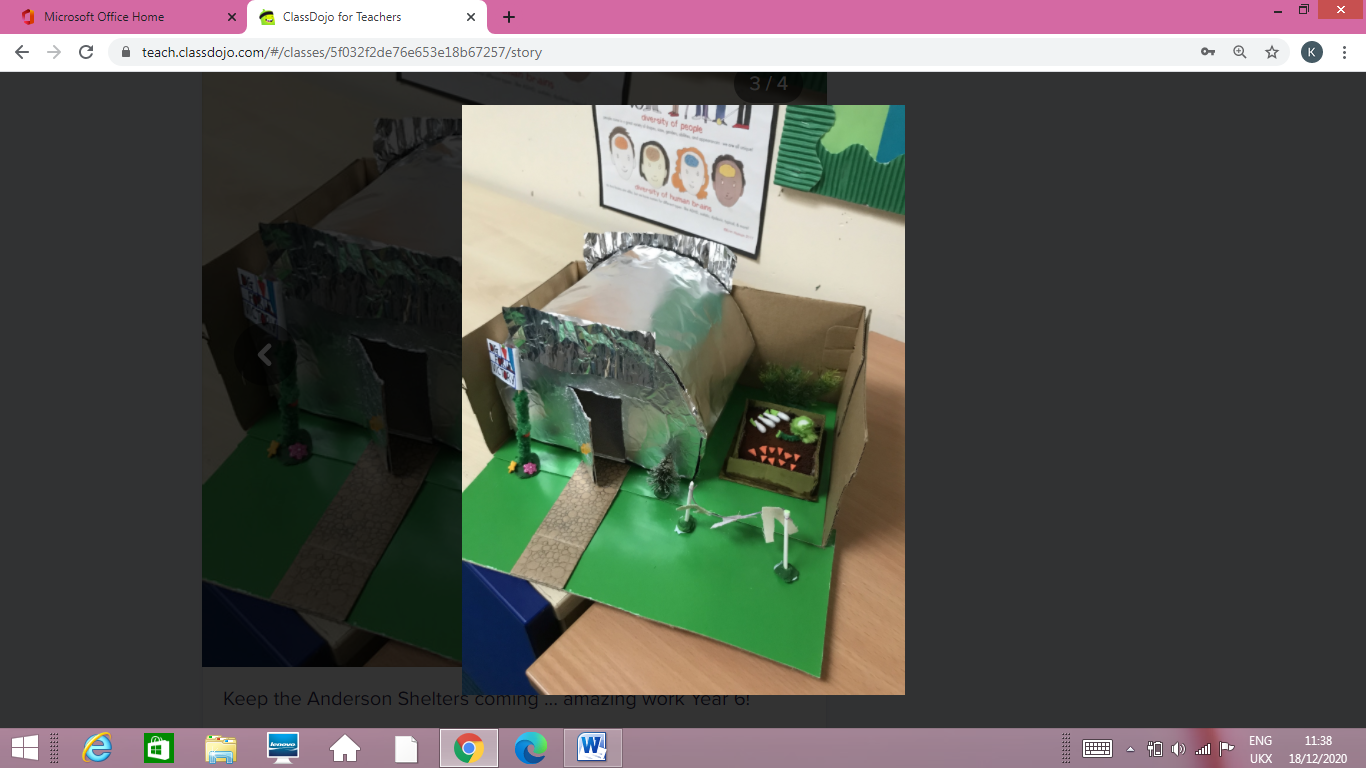 Microsoft Office Home
ClassDojo for Teachers
teach.classdojo.com/#/classes/5f032f2de76e653e18b67257/story
K
3 / 4
diversity of people
diversity of human brains
Keep the Anderson Shelters coming ... amazing work Year 6!
lenovo
ENG
UKX
11:38
18/12/2020